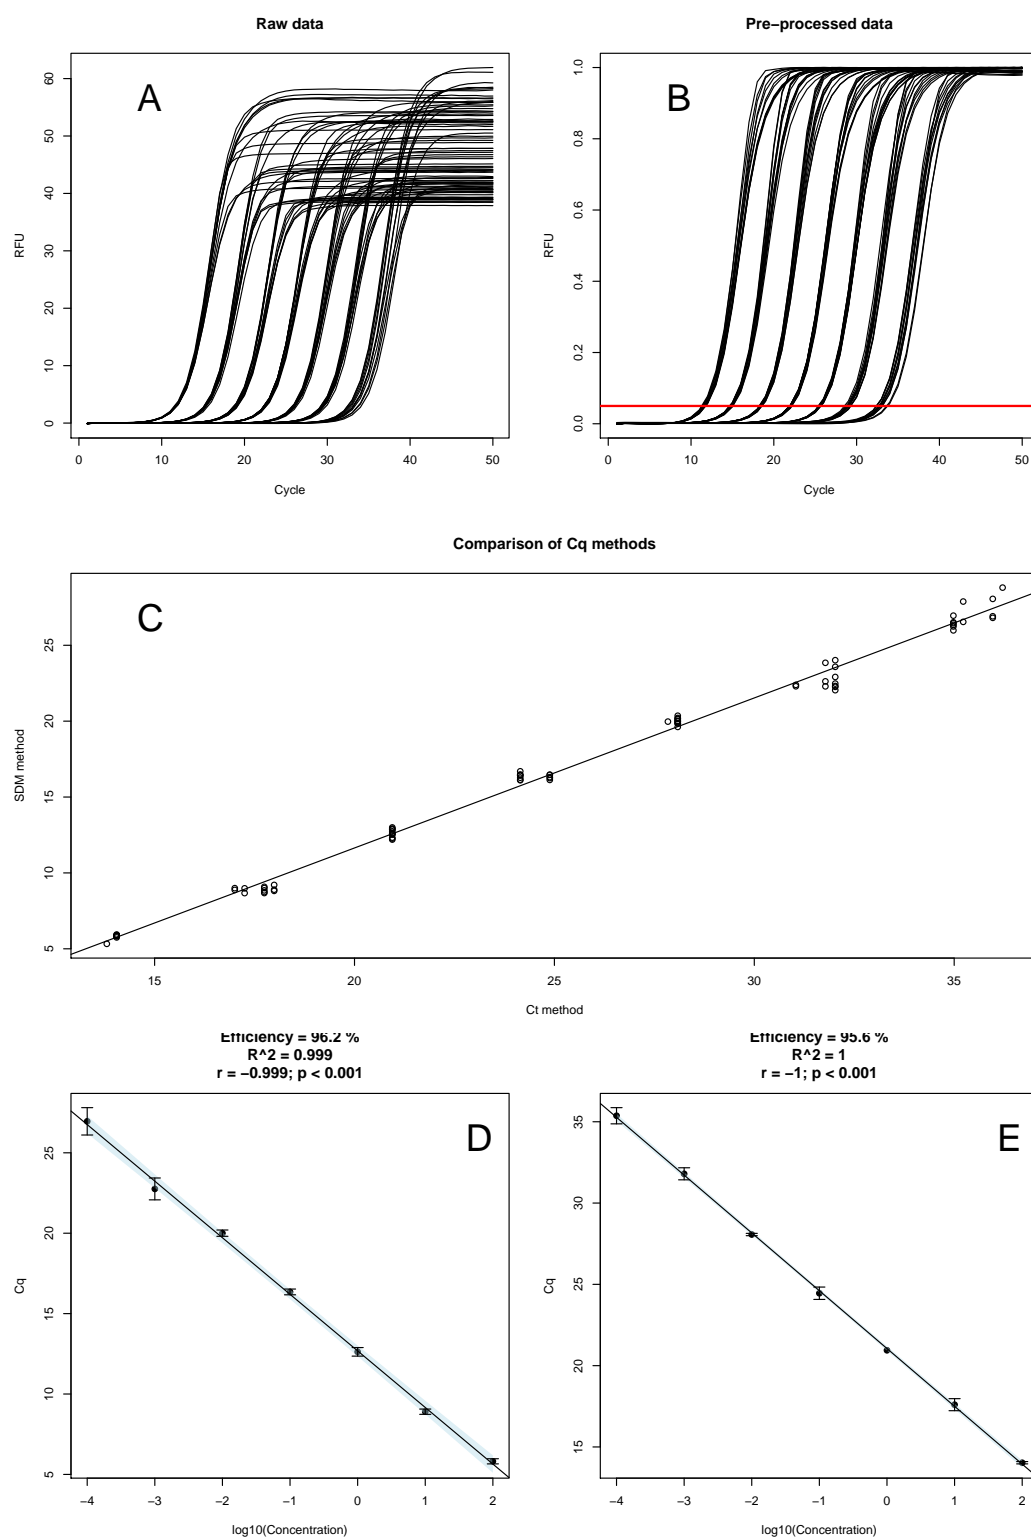 Raw data
A
RFU
60
50
40
30
20
10
0
0 10 20 30 40 50
Cycle
Pre−processed data
B
RFU
1.0
0.8
0.6
0.4
0.2
0.0
0 10 20 30 40 50
Cycle
Comparison of Cq methods
C
SDM method
25
20
15
10
5
15 20 25 30 35
Ct method
Efficiency = 96.2 %
R^2 = 0.999
r = −0.999; p < 0.001
D
Cq
25
20
15
10
5
−4 −3 −2 −1 0 1 2
log10(Concentration)
Efficiency = 95.6 %
R^2 = 1
r = −1; p < 0.001
E
Cq
35
30
25
20
15
−4 −3 −2 −1 0 1 2
log10(Concentration)